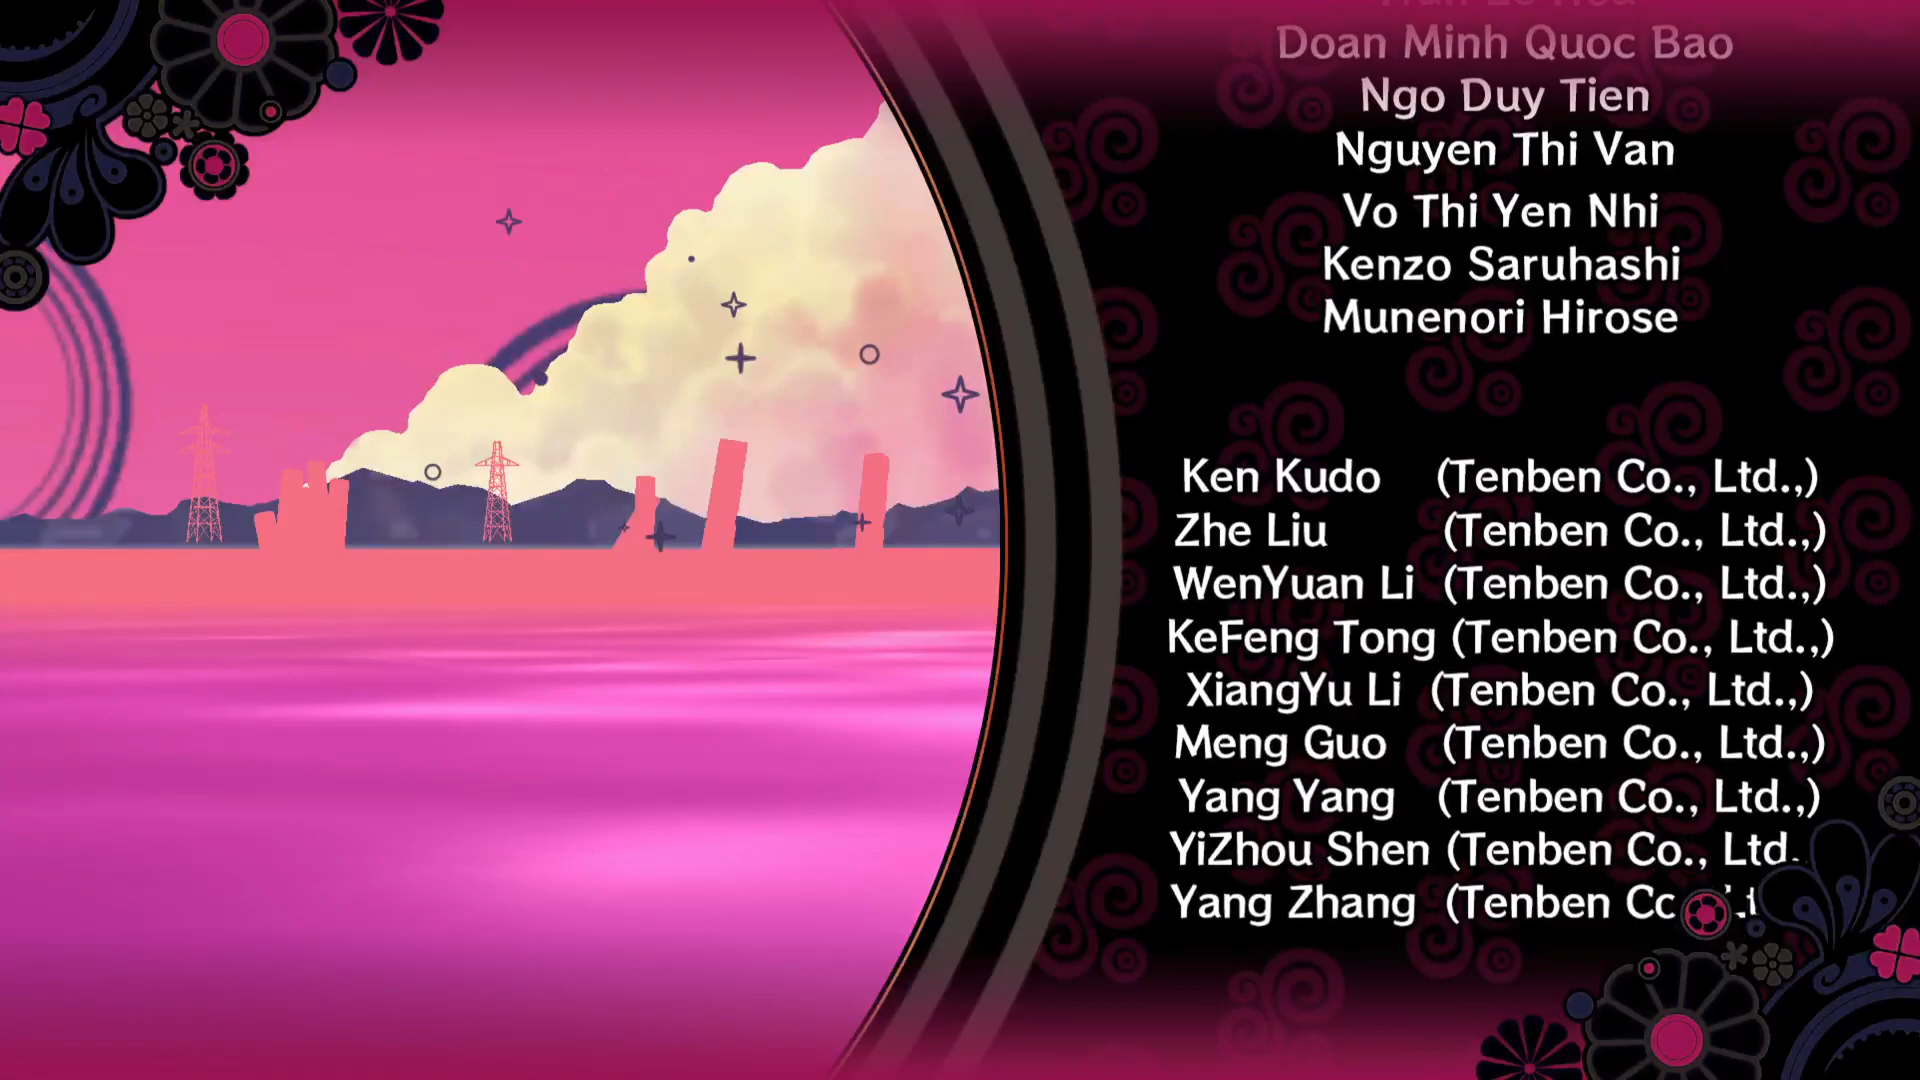 Doan Minh Quoc Bao
Ngo Duy Tien
Nguyen Thi Van
Vo Thi Yen Nhi
Kenzo Saruhashi
Munenori Hirose
Ken Kudo (Tenben Co., Ltd.,)
Zhe Liu (Tenben Co., Ltd.,)
WenYuan Li (Tenben Co., Ltd.,)
KeFeng Tong (Tenben Co., Ltd.,)
XiangYu Li (Tenben Co., Ltd.,)
Meng Guo (Tenben Co., Ltd.,)
Yang Yang (Tenben Co., Ltd.,)
YiZhou Shen (Tenben Co., Ltd.
Yang Zhang (Tenben